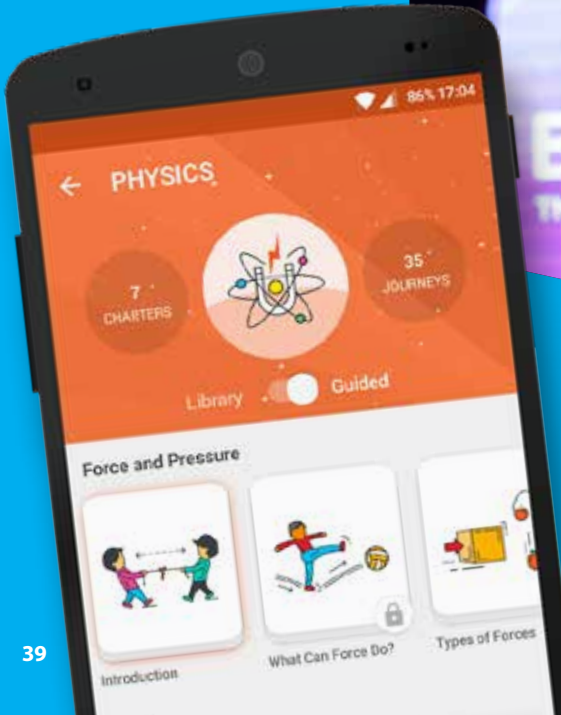 86% 17:04
PHYSICS
7
CHARTERS
35
JOURNEYS
Library
Guided
Force and Pressure
Introduction
What Can Force Do?
Types of Forces
39